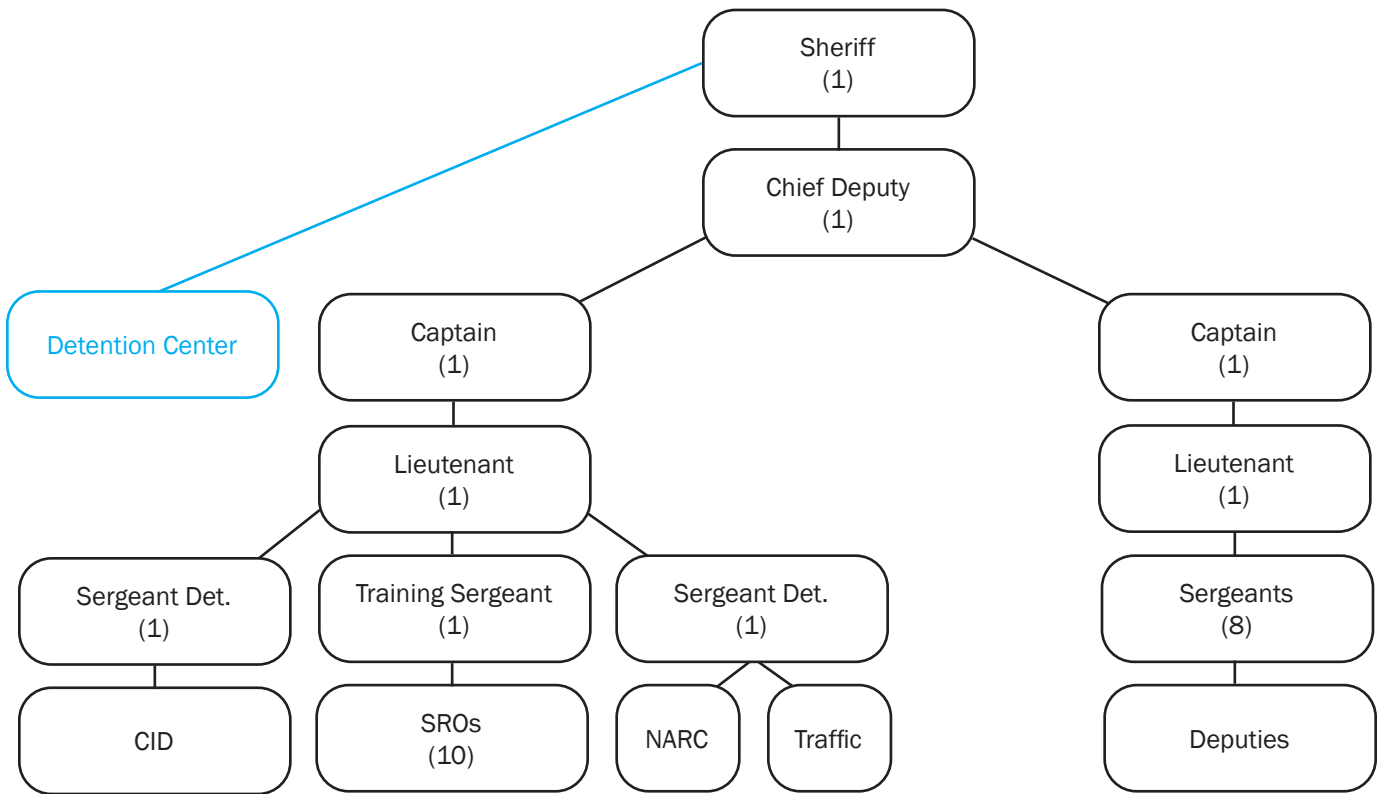 Sheriff
(1)
Chief Deputy
(1)
Detention Center
Captain
(1)
Captain
(1)
Lieutenant
(1)
Lieutenant
(1)
Sergeant Det.
(1)
Training Sergeant
(1)
Sergeant Det.
(1)
Sergeants
(8)
CID
SROs
(10)
NARC
Traffic
Deputies